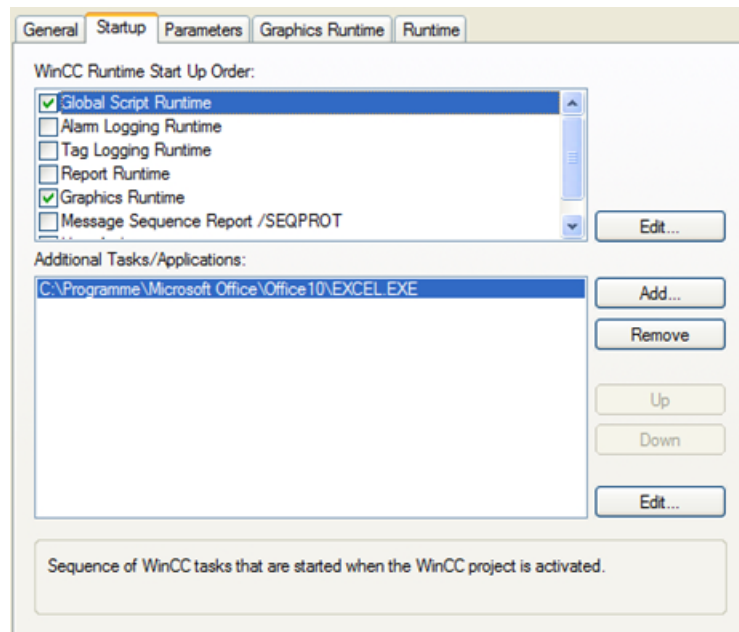 General Startup Parameters Graphics Runtime Runtime
WinCC Runtime Start Up Order:
Global Script Runtime
Alarm Logging Runtime
Tag Logging Runtime
Report Runtime
Graphics Runtime
Message Sequence Report /SEQPROT
Edit...
Additional Tasks/Applications:
C:\Programme\Microsoft Office\Office10\EXCEL.EXE
Add...
Remove
Up
Down
Edit...
Sequence of WinCC tasks that are started when the WinCC project is activated.